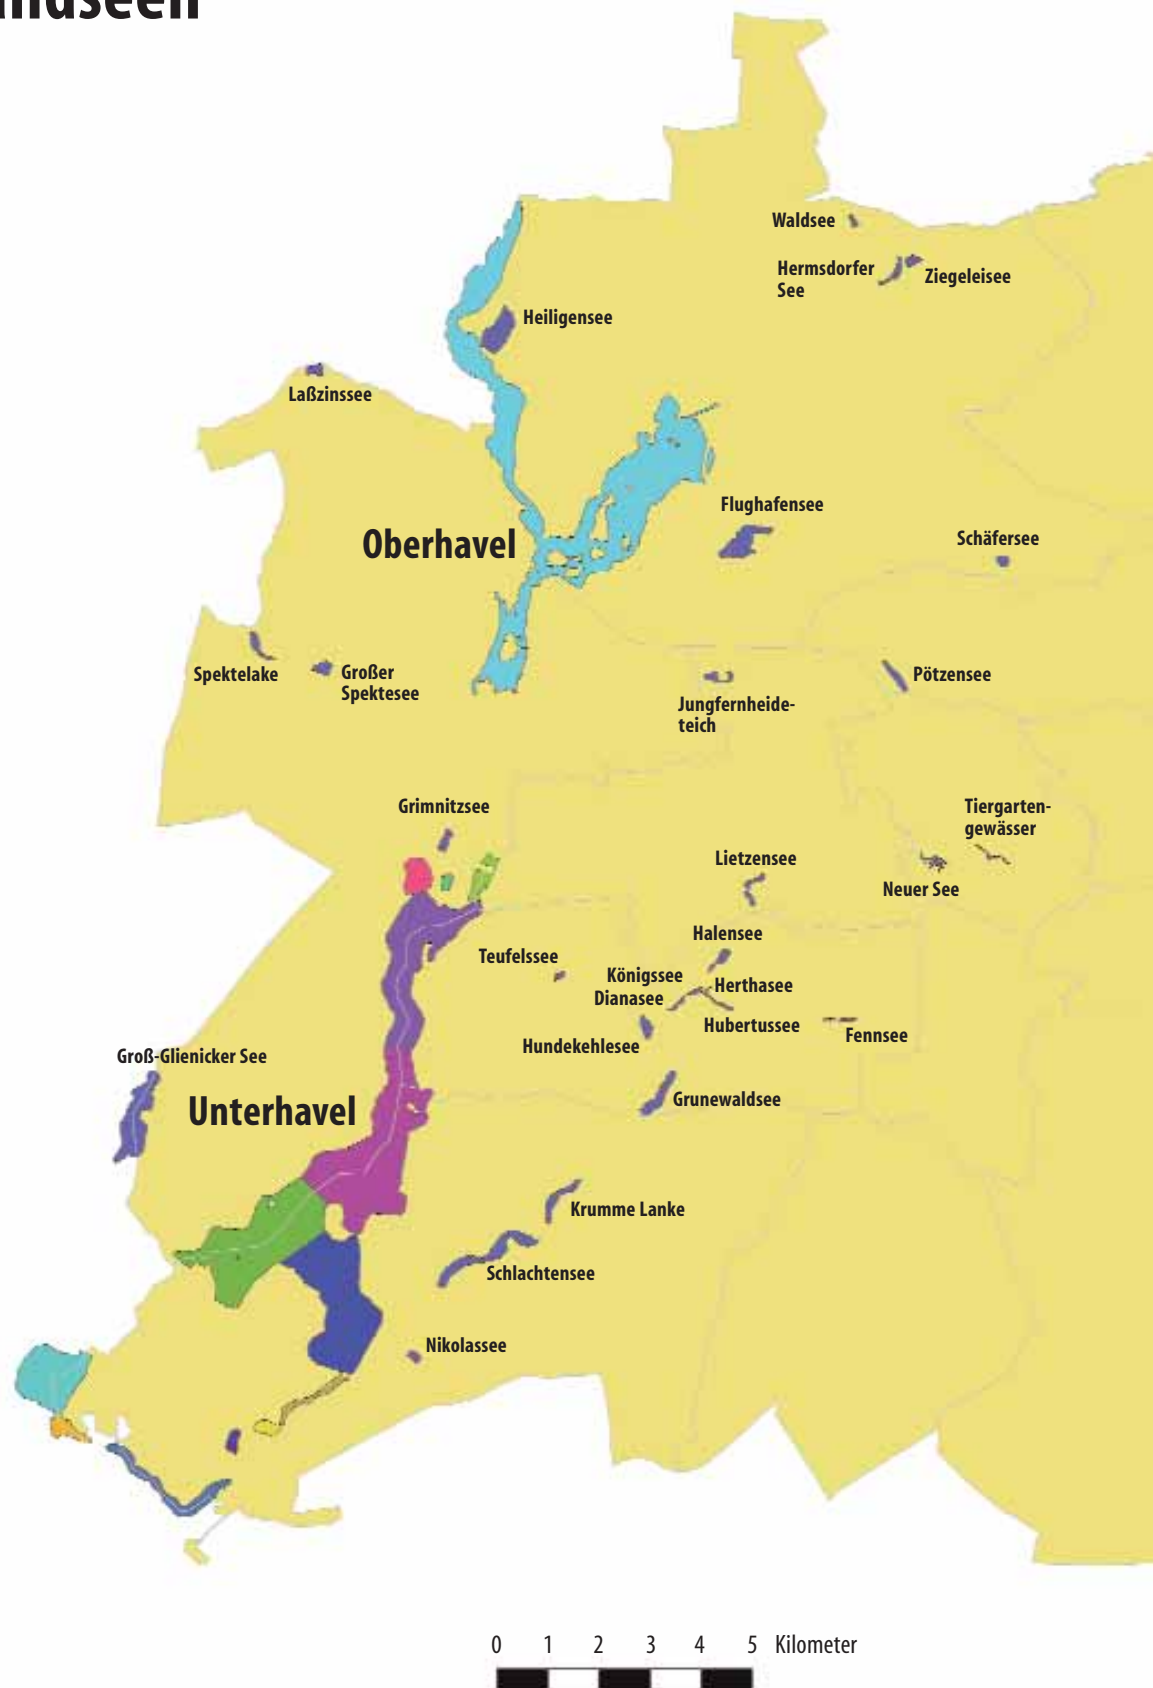 Waldsee
Hermsdorfer
See
Ziegeleisee
Heiligensee
Laßzinssee
Flughafensee
Schäfersee
Oberhavel
Spektelake
Großer
Spektesee
Pötzensee
Jungfernheide-
teich
Grimnitzsee
Tiergarten-
gewässer
Lietzensee
Neuer See
Halensee
Teufelssee
Königssee
Herthasee
Dianasee
Hubertussee
Fennsee
Hundekehlesee
Groß-Glienicker See
Unterhavel
Grunewaldsee
Krumme Lanke
Schlachtensee
Nikolassee
0 1 2 3 4 5 Kilometer